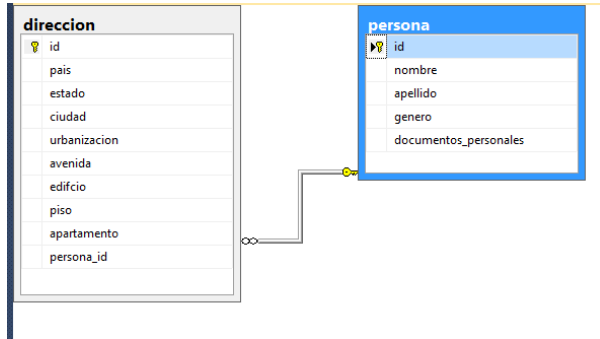 direccion
id
pais
estado
ciudad
urbanizacion
avenida
edifcio
piso
apartamento
persona_id
persona
id
nombre
apellido
genero
documentos_personales